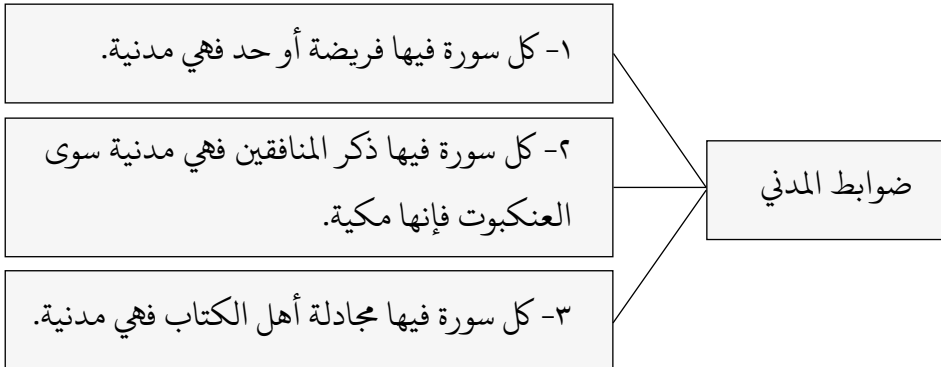 ضوابط المدني
١- كل سورة فيها فريضة أو حد فهي مدنية.
٢- كل سورة فيها ذكر المنافقين فهي مدنية سوى
العنكبوت فإنها مكية.
٣- كل سورة فيها مجادلة أهل الكتاب فهي مدنية.